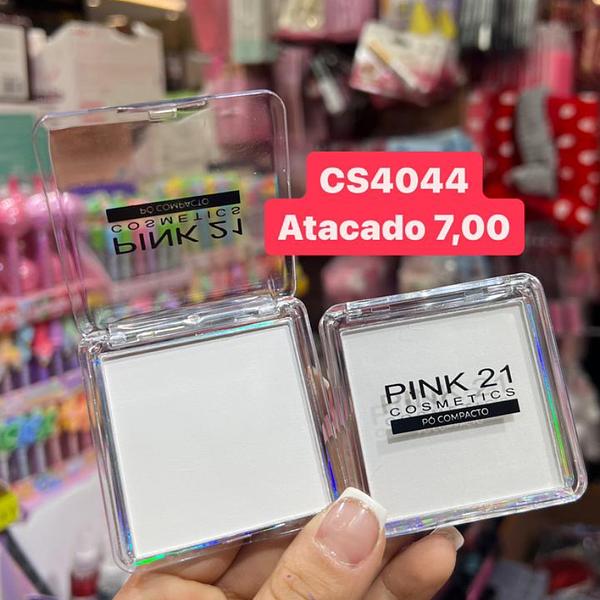 CS4044
Atacado 7,00
PÓ COMPACTO
COSMETICS
PINK 21
PINK 21
COSMETICS
PÓ COMPACTO